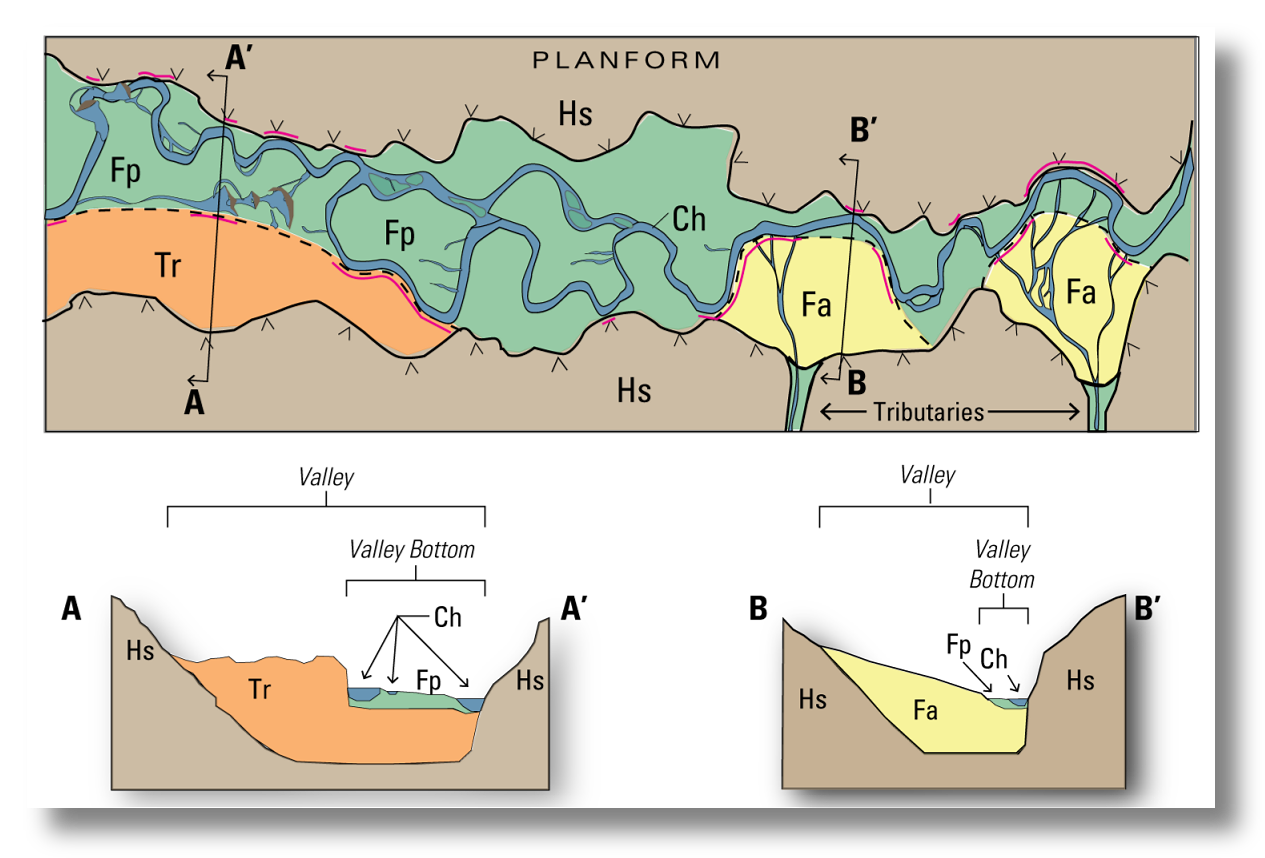 PLANFORM
A′
Hs
B′
Fp
Ch
Fp
Tr
Fa
Fa
Hs
B
A
Tributaries
Valley
Valley
Valley Bottom
Valley
Bottom
A
Ch
A′
B
B′
Hs
Fp
Hs
Tr
Fp
Ch
Hs
Hs
Fa